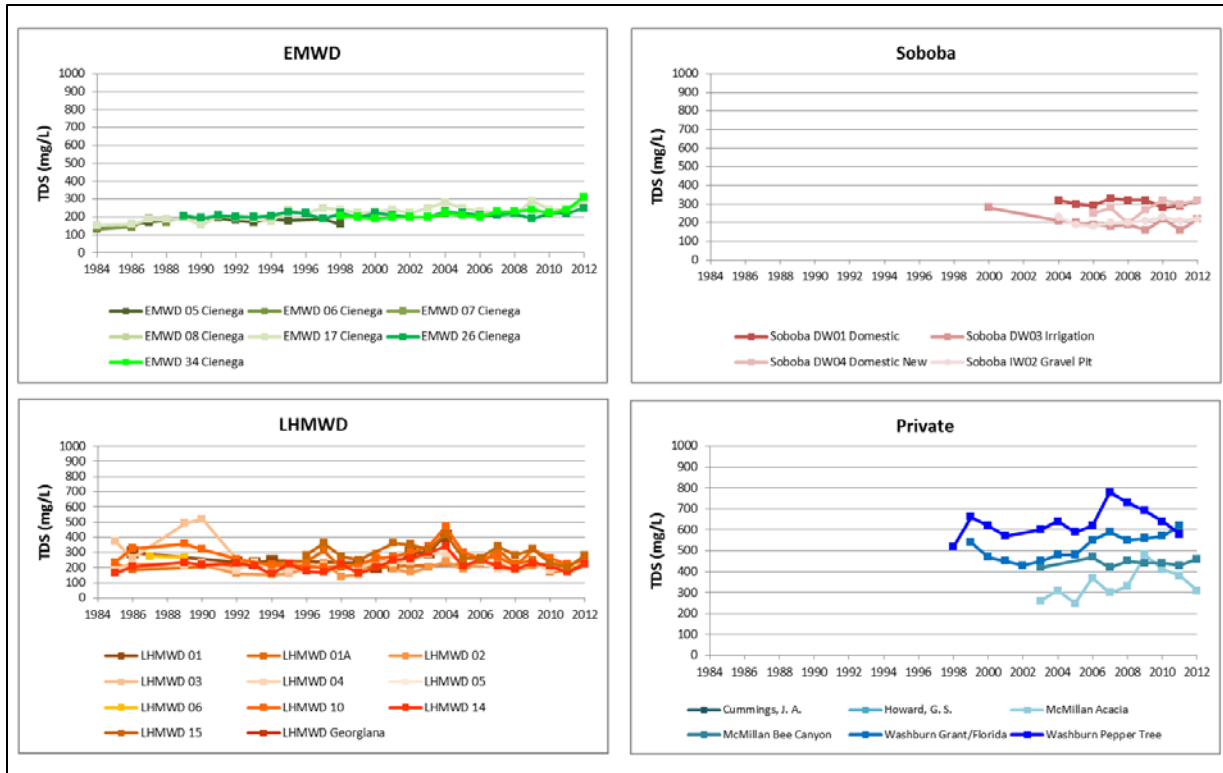 EMWD
TDS (mg/L)
1000
900
800
700
600
500
400
300
200
100
0
1984 1986 1988 1990 1992 1994 1996 1998 2000 2002 2004 2006 2008 2010 2012
EMWD 05 Cienega EMWD 06 Cienega EMWD 07 Cienega
EMWD 08 Cienega EMWD 17 Cienega EMWD 26 Cienega
EMWD 34 Cienega
Soboba
TDS (mg/L)
1000
900
800
700
600
500
400
300
200
100
0
1984 1986 1988 1990 1992 1994 1996 1998 2000 2002 2004 2006 2008 2010 2012
Soboba DW01 Domestic Soboba DW03 Irrigation
Soboba DW04 Domestic New Soboba IW02 Gravel Pit
LHMWD
TDS (mg/L)
1000
900
800
700
600
500
400
300
200
100
0
1984 1986 1988 1990 1992 1994 1996 1998 2000 2002 2004 2006 2008 2010 2012
LHMWD 01 LHMWD 01A LHMWD 02
LHMWD 03 LHMWD 04 LHMWD 05
LHMWD 06 LHMWD 10 LHMWD 14
LHMWD 15 LHMWD Georgiana
Private
TDS (mg/L)
1000
900
800
700
600
500
400
300
200
100
0
1984 1986 1988 1990 1992 1994 1996 1998 2000 2002 2004 2006 2008 2010 2012
Cummings, J. A. Howard, G. S. McMillan Acacia
McMillan Bee Canyon Washburn Grant/Florida Washburn Pepper Tree